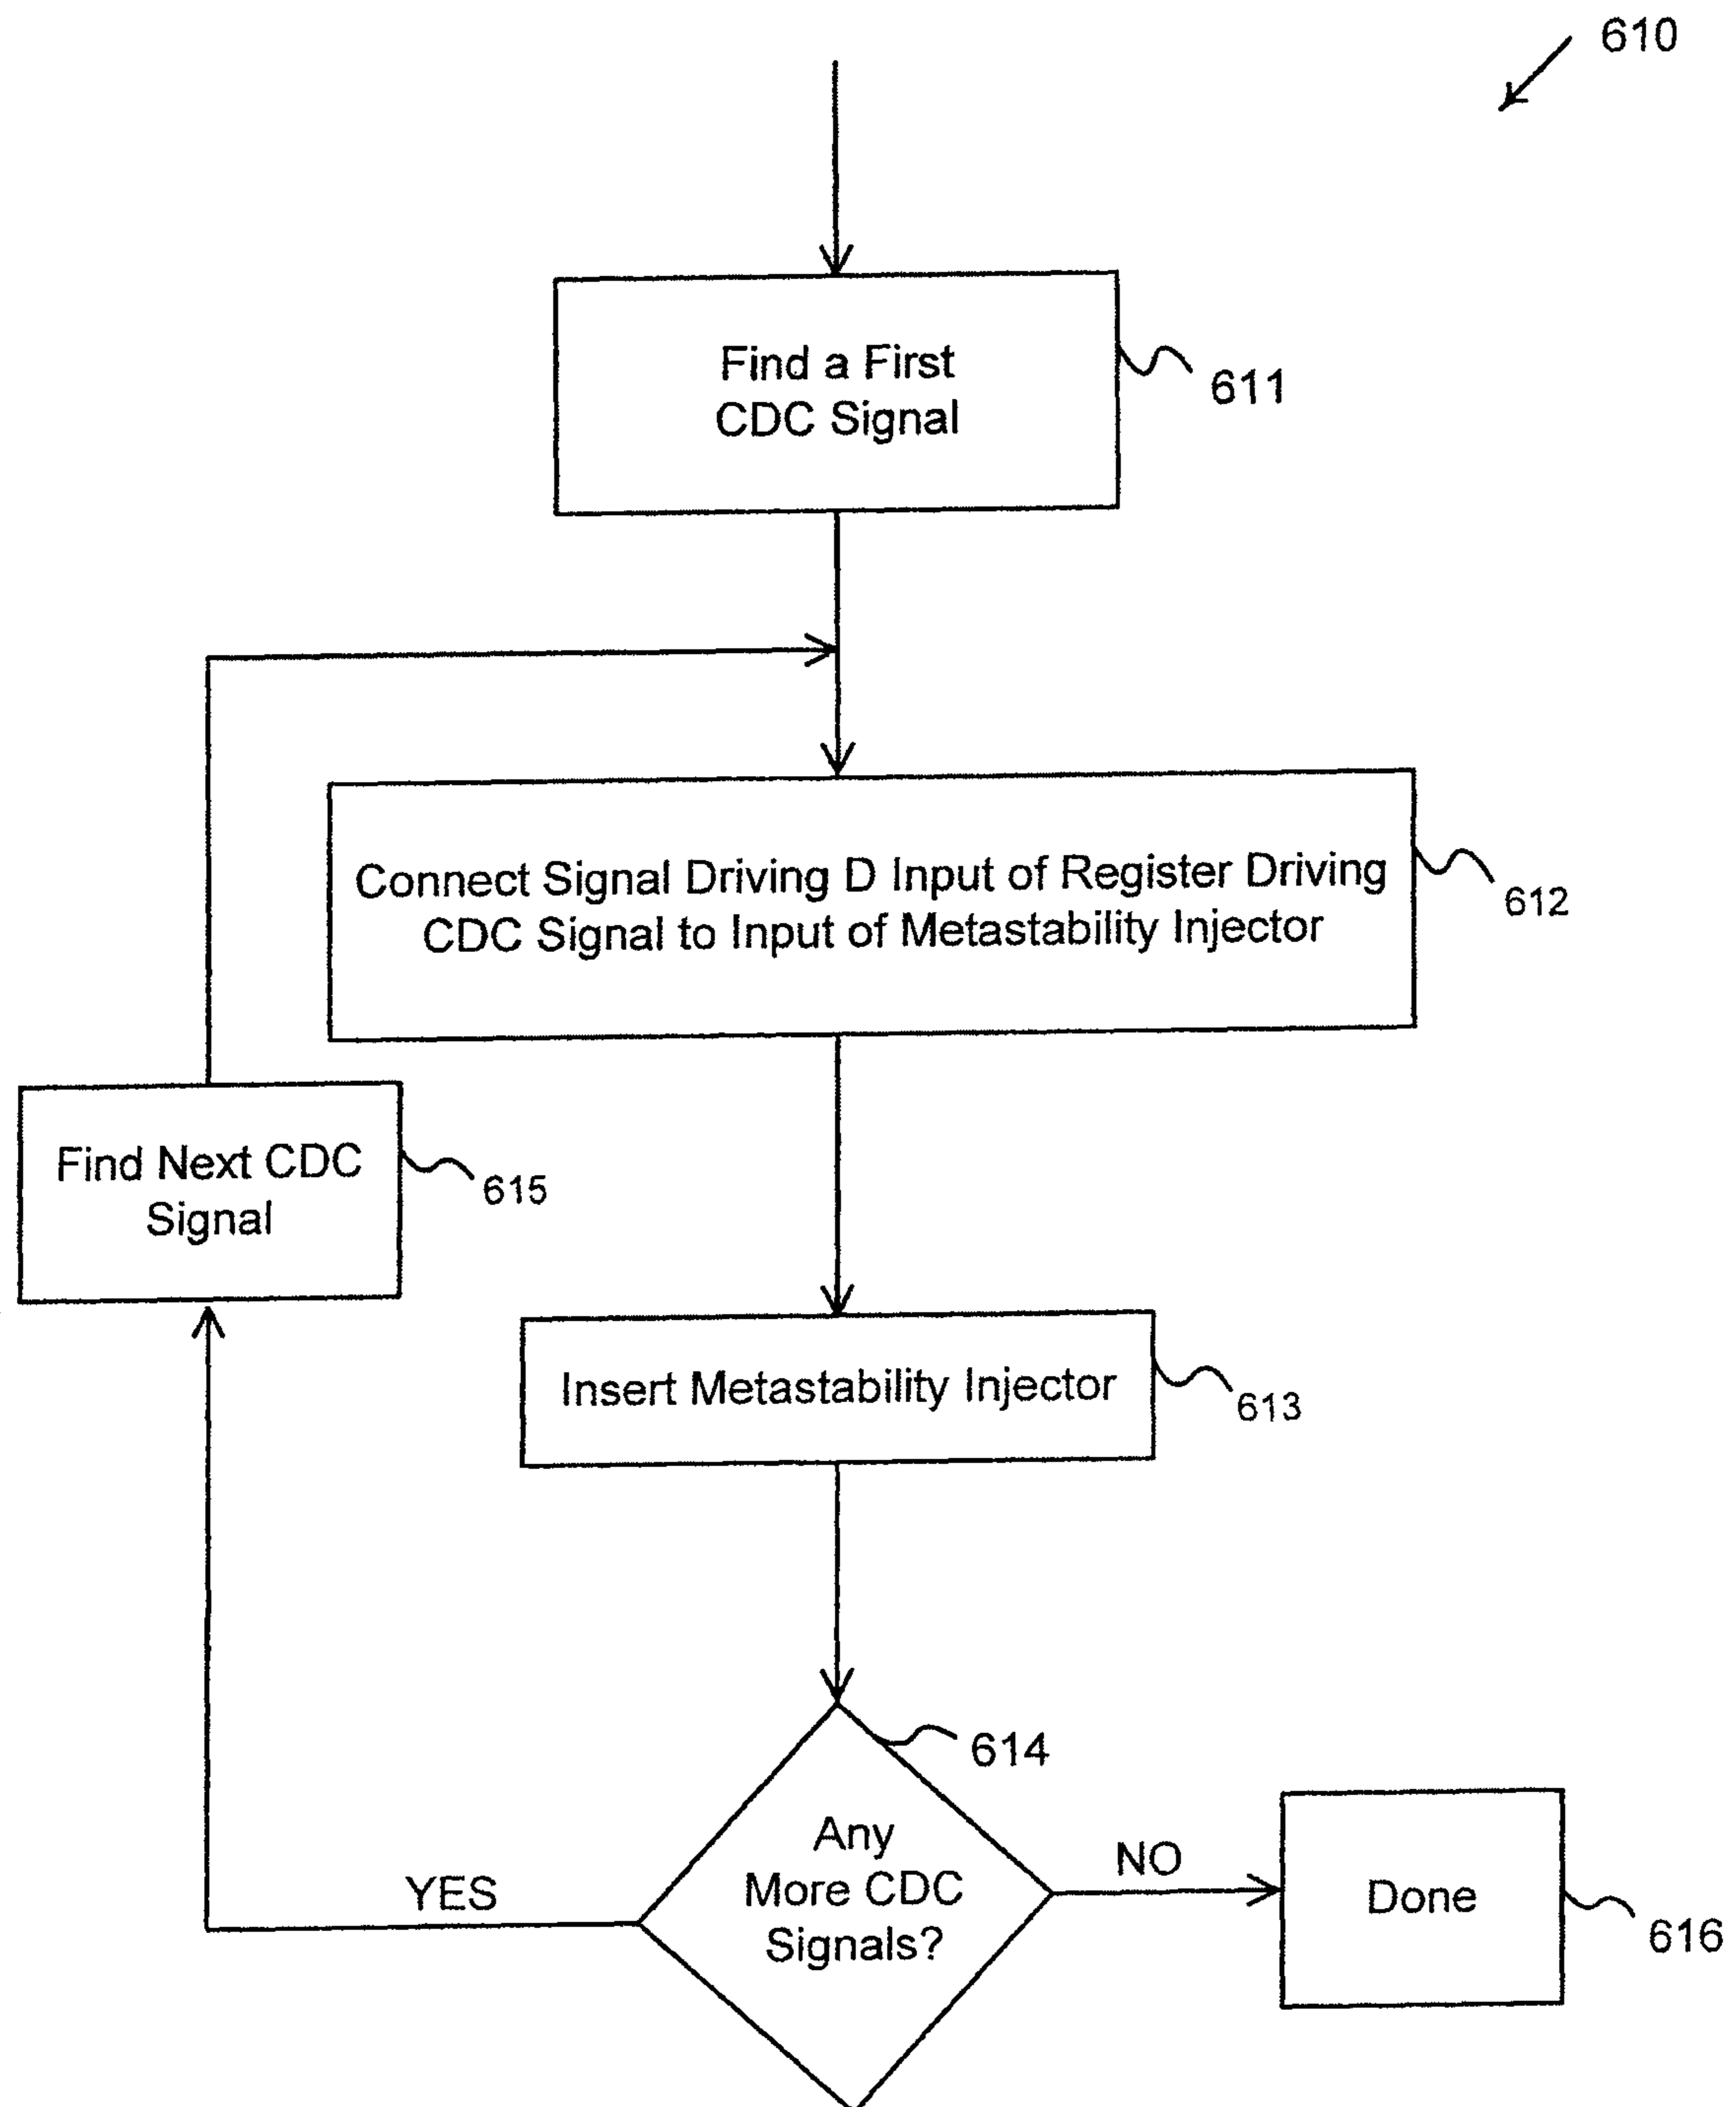 610
Find a First
CDC Signal
611
Connect Signal Driving D Input of Register Driving
CDC Signal to Input of Metastability Injector
612
Find Next CDC
Signal
615
Insert Metastability Injector
613
614
Any
More CDC
Signals?
YES
NO
Done
616